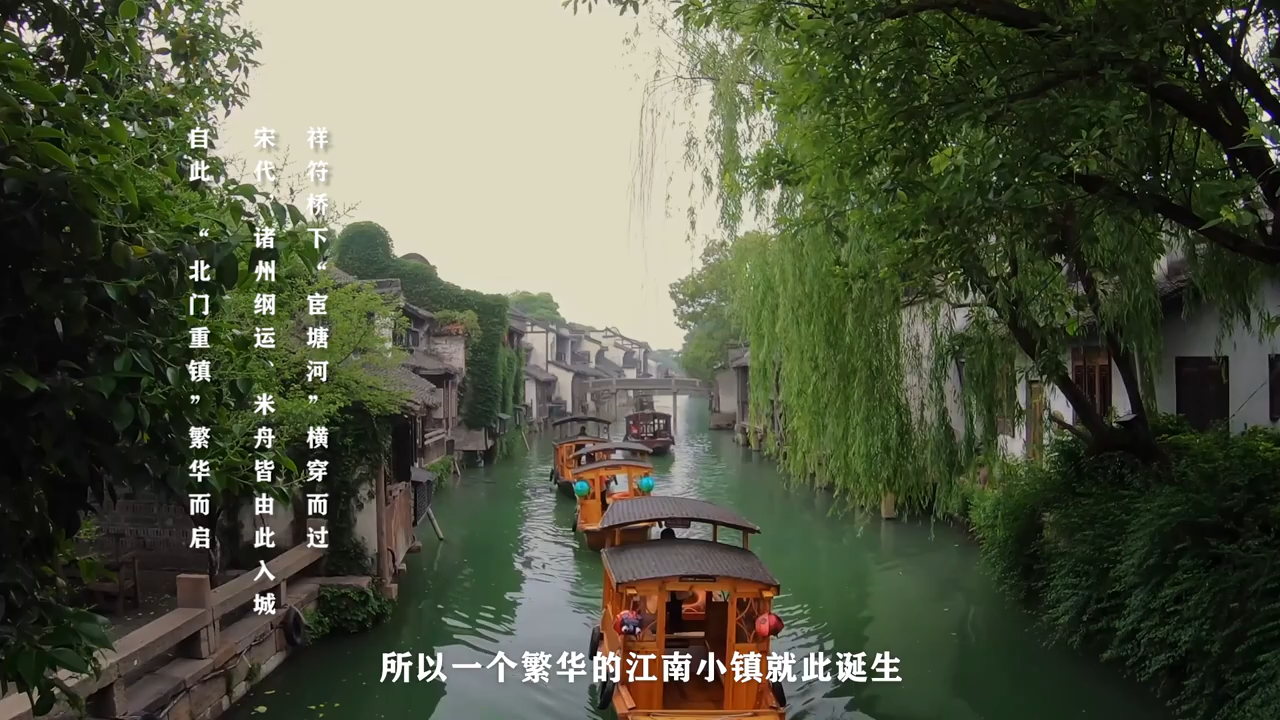 祥符桥下“宦塘河”横穿而过
宋代 诸州纲运、米舟皆由此入城
自此 “北门重镇”繁华而启
所以一个繁华的江南小镇就此诞生